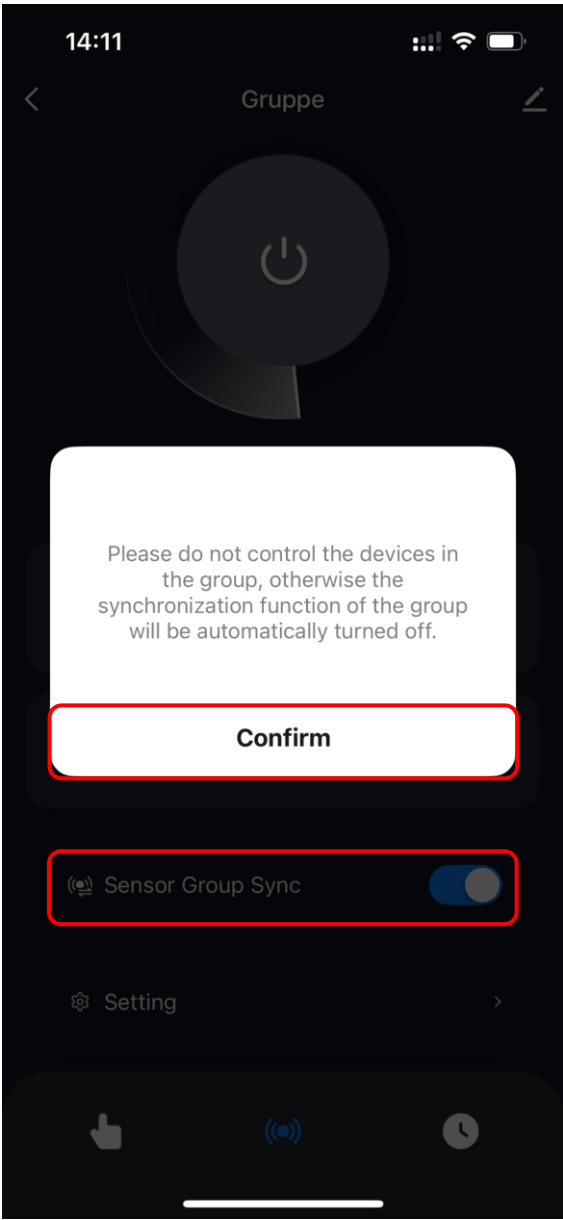 14:11
Gruppe
Please do not control the devices in
the group, otherwise the
synchronization function of the group
will be automatically turned off.
Confirm
Sensor Group Sync
Setting